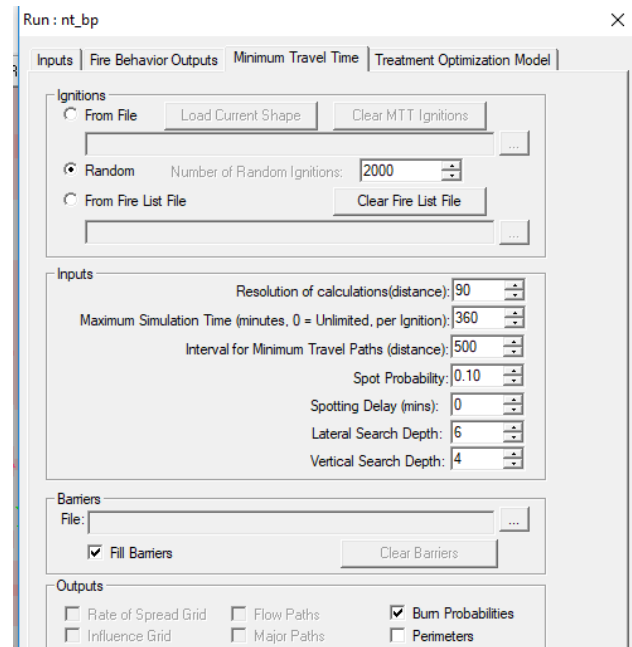 Run : nt_bp
Inputs Fire Behavior Outputs Minimum Travel Time Treatment Optimization Model
Ignitions
From File Load Current Shape Clear MTT Ignitions
...
Random Number of Random Ignitions: 2000
From Fire List File Clear Fire List File
...
Inputs
Resolution of calculations(distance): 90
Maximum Simulation Time (minutes, 0 = Unlimited, per Ignition): 360
Interval for Minimum Travel Paths (distance): 500
Spot Probability: 0.10
Spotting Delay (mins): 0
Lateral Search Depth: 6
Vertical Search Depth: 4
Barriers
File: ...
Fill Barriers Clear Barriers
Outputs
Rate of Spread Grid Flow Paths Burn Probabilities
Influence Grid Major Paths Perimeters